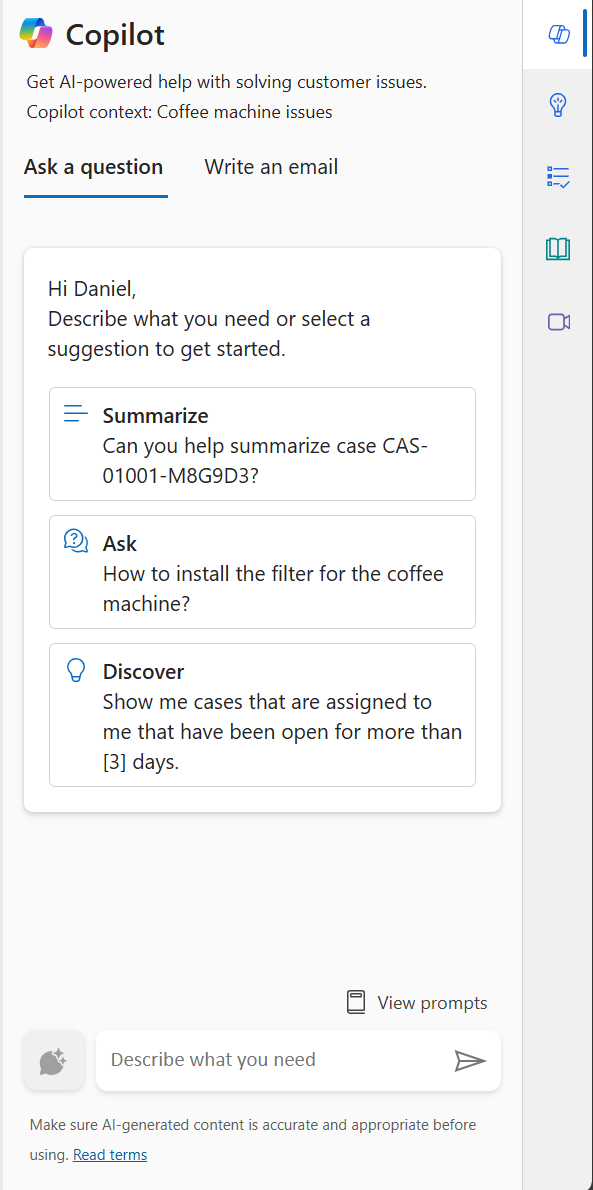 Copilot
Get AI-powered help with solving customer issues.
Copilot context: Coffee machine issues
Ask a question
Write an email
Hi Daniel,
Describe what you need or select a
suggestion to get started.
Summarize
Can you help summarize case CAS-
01001-M8G9D3?
Ask
How to install the filter for the coffee
machine?
Discover
Show me cases that are assigned to
me that have been open for more than
[3] days.
View prompts
Describe what you need
Make sure AI-generated content is accurate and appropriate before
using. Read terms